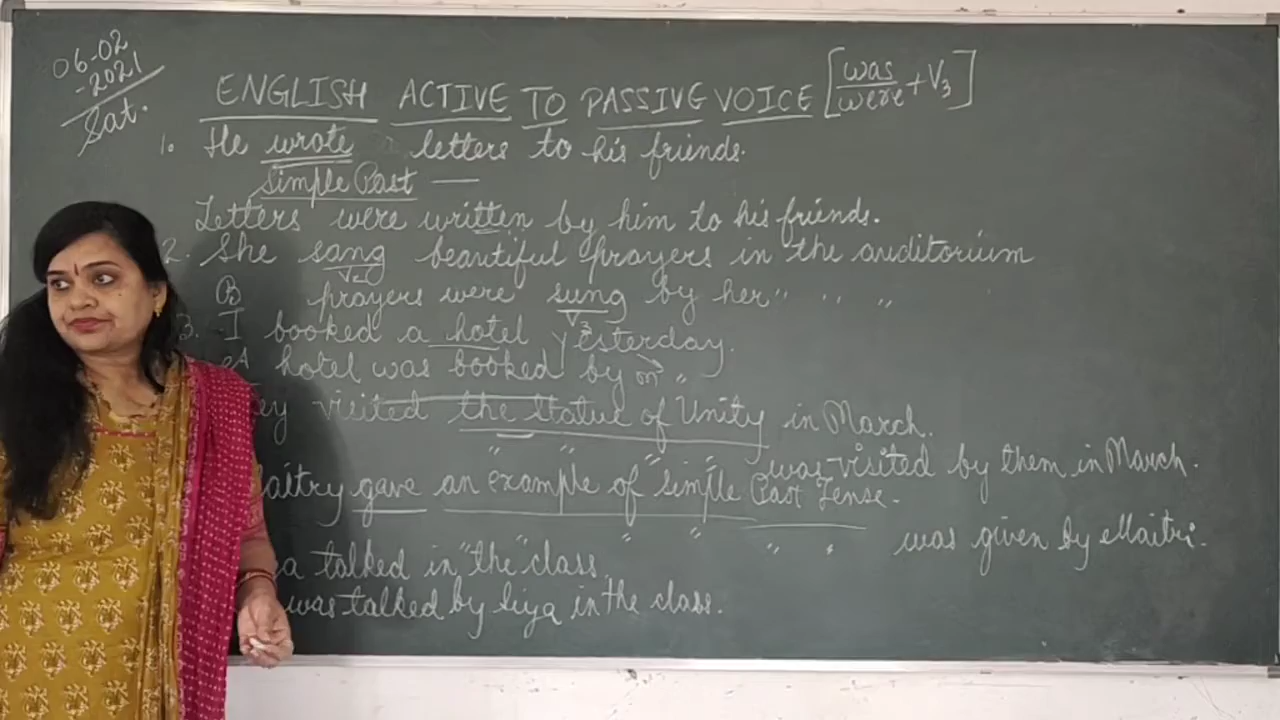 06-02
-2021
Sat.
ENGLISH ACTIVE TO PASSIVE VOICE [was/were + V3]
1. He wrote letters to his friends.
Simple Past —
Letters were written by him to his friends.
2. She sang beautiful prayers in the auditorium
V2
B prayers were sung by her " " "
V3
3. I booked a hotel yesterday.
A hotel was booked by m "
ey visited the Statue of Unity in March.
" " " " was visited by them in March.
aitry gave an example of simple Past Tense.
" " " " was given by Maitri.
a talked in "the" class
was talked by liya in the class.